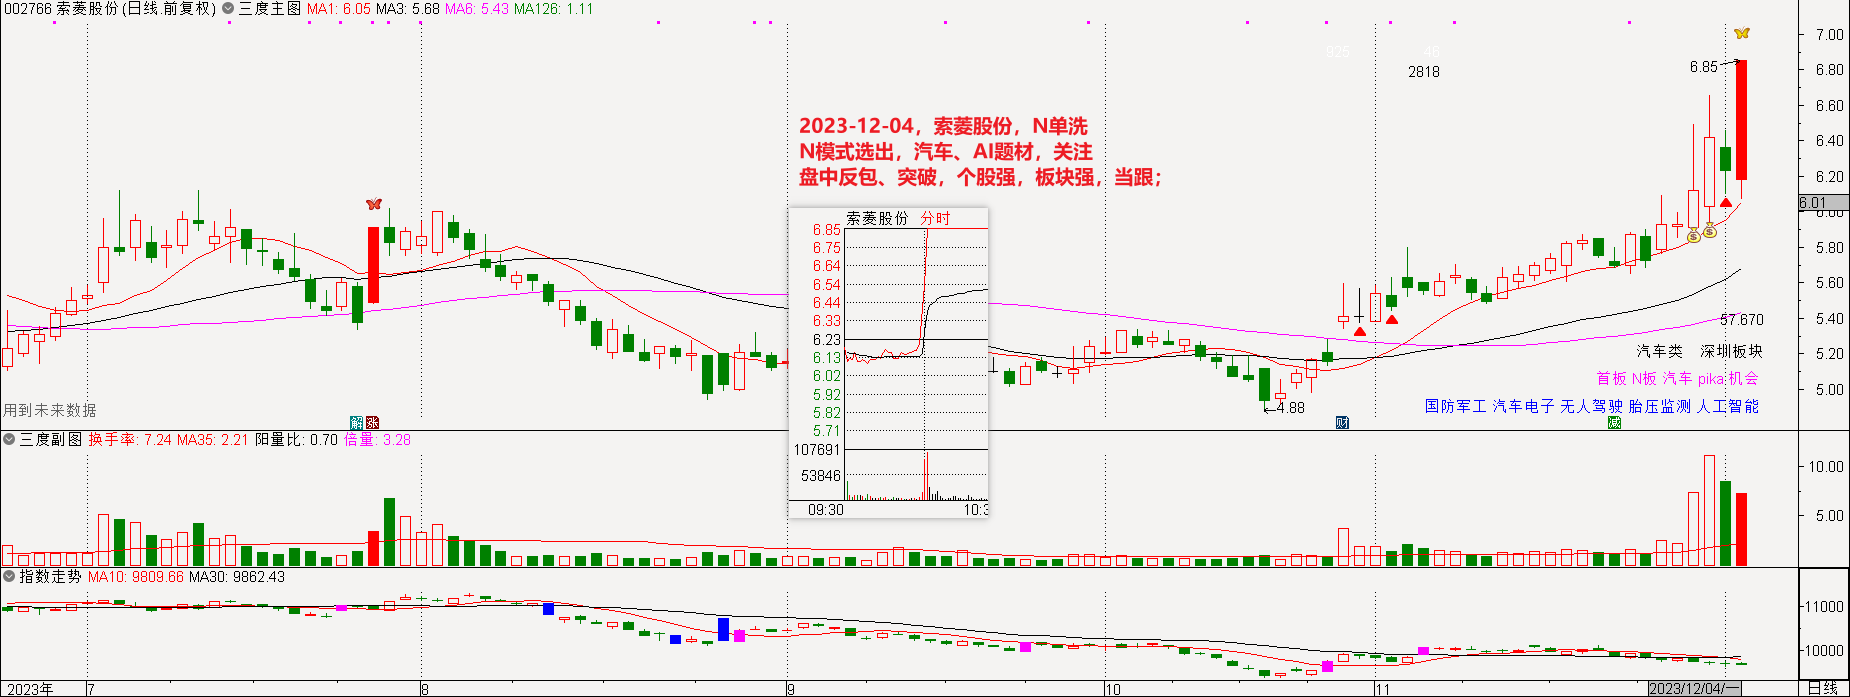 002766 索菱股份(日线.前复权) 三度主图 MA1: 6.05 MA3: 5.68 MA6: 5.43 MA126: 1.11
7.00
925 46
2818
6.85
6.80
6.60
2023-12-04，索菱股份，N单洗
N模式选出，汽车、AI题材，关注
盘中反包、突破，个股强，板块强，当跟；
6.40
6.20
6.01
6.00
5.80
5.60
5.40
5.20
5.00
索菱股份 分时
6.85
6.75
6.64
6.54
6.44
6.33
6.23
6.13
6.02
5.92
5.82
5.71
107691
53846
09:30 10:3
57.670
汽车类 深圳板块
首板 N板 汽车 pika 机会
国防军工 汽车电子 无人驾驶 胎压监测 人工智能
4.88
用到未来数据
解 涨 财 减
三度副图 换手率: 7.24 MA35: 2.21 阳量比: 0.70 倍量: 3.28
10.00
5.00
指数走势 MA10: 9809.66 MA30: 9862.43
11000
10000
2023年 7 8 9 10 11 2023/12/04/一 日线